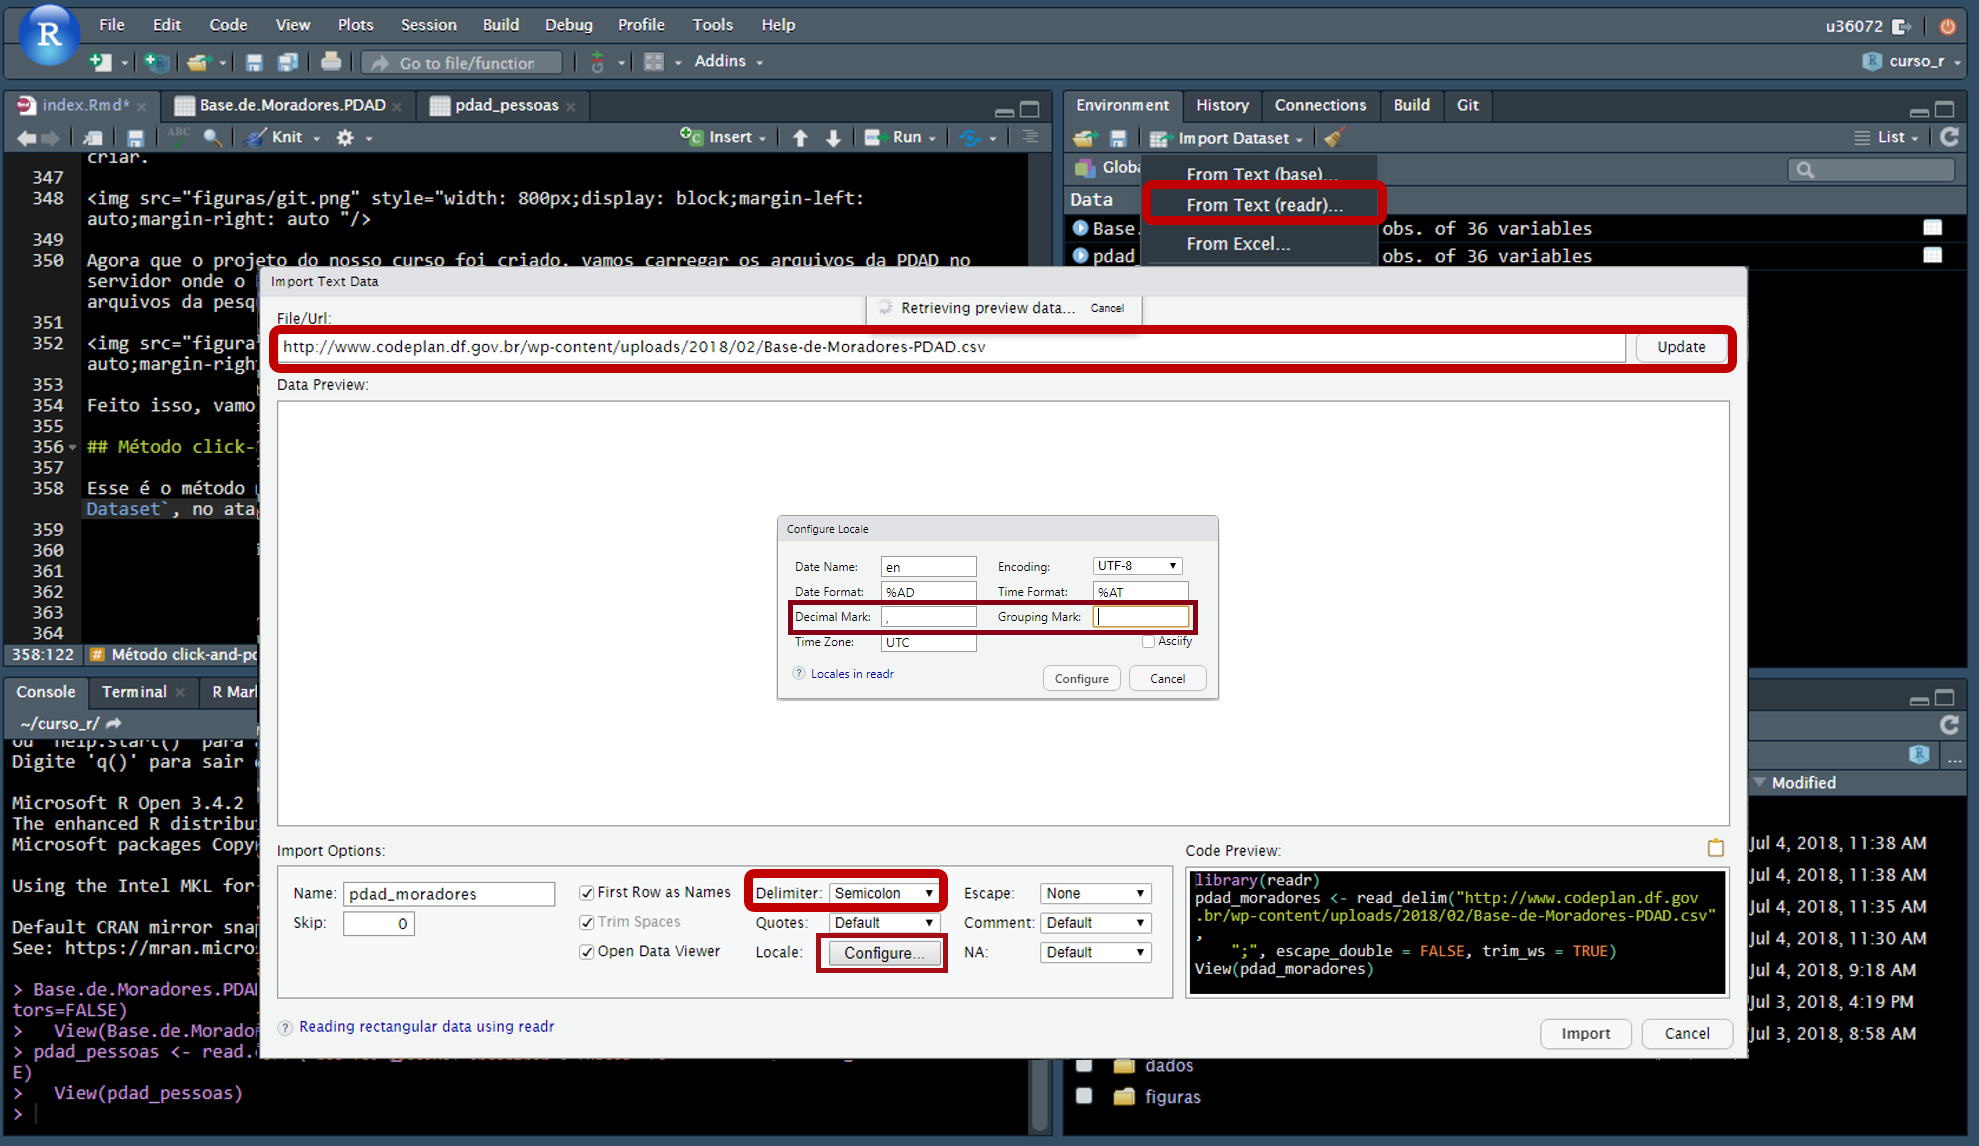 R
File Edit Code View Plots Session Build Debug Profile Tools Help
u36072
Go to file/function
Addins
curso_r
index.Rmd*
Base.de.Moradores.PDAD
pdad_pessoas
ABC
Knit
Insert
Run
criar.
347
348 <img src="figuras/git.png" style="width: 800px;display: block;margin-left:
auto;margin-right: auto "/>
349
350 Agora que o projeto do nosso curso foi criado, vamos carregar os arquivos da PDAD no
servidor onde o
arquivos da
351
352 <img
353
354 Feito isso, vamo
355
356 ## Método click-
357
358 Esse é o método
Dataset`, no ata
359
360
361
362
363
364
358:122 # Método click-and-po
Environment History Connections Build Git
Import Dataset
List
Data
From Text (base)...
From Text (readr)...
From Excel...
Base. obs. of 36 variables
pdad_ obs. of 36 variables
Import Text Data
Retrieving preview data... Cancel
File/Url:
http://www.codeplan.df.gov.br/wp-content/uploads/2018/02/Base-de-Moradores-PDAD.csv
Update
Data Preview:
Configure Locale
Date Name: en Encoding: UTF-8
Date Format: %AD Time Format: %AT
Decimal Mark: , Grouping Mark:
Time Zone: UTC Asciify
? Locales in readr
Configure Cancel
Import Options:
Name: pdad_moradores
Skip: 0
First Row as Names
Trim Spaces
Open Data Viewer
Delimiter: Semicolon
Quotes: Default
Locale: Configure...
Escape: None
Comment: Default
NA: Default
Code Preview:
library(readr)
pdad_moradores <- read_delim("http://www.codeplan.df.gov
.br/wp-content/uploads/2018/02/Base-de-Moradores-PDAD.csv"
,
";", escape_double = FALSE, trim_ws = TRUE)
View(pdad_moradores)
? Reading rectangular data using readr
Import Cancel
Console Terminal R Mar
~/curso_r/
Digite 'q()' para sair
Microsoft R Open 3.4.2
The enhanced R distribu
Microsoft packages Copy
Using the Intel MKL for
Default CRAN mirror snap
See: https://mran.micros
> Base.de.Moradores.PDA
tors=FALSE)
> View(Base.de.Morado
> pdad_pessoas <- read.
E)
> View(pdad_pessoas)
>
R
...
Modified
Jul 4, 2018, 11:38 AM
Jul 4, 2018, 11:38 AM
Jul 4, 2018, 11:35 AM
Jul 4, 2018, 11:30 AM
Jul 4, 2018, 9:18 AM
Jul 3, 2018, 4:19 PM
Jul 3, 2018, 8:58 AM
dados
figuras